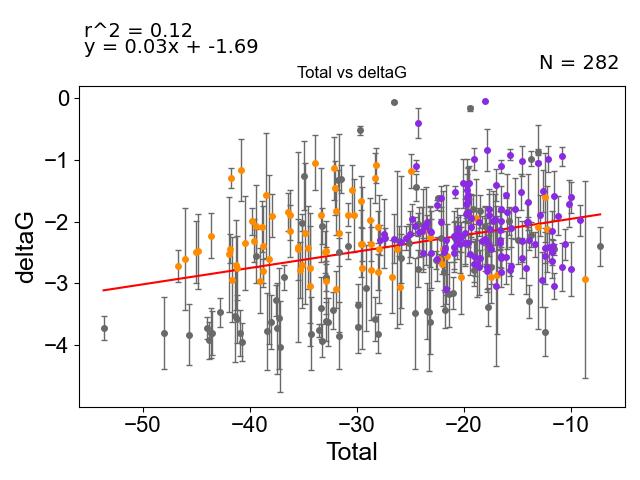 r^2 = 0.12
y = 0.03x + -1.69
N = 282
Total vs deltaG
0
−1
−2
−3
−4
deltaG
−50
−40
−30
−20
−10
Total